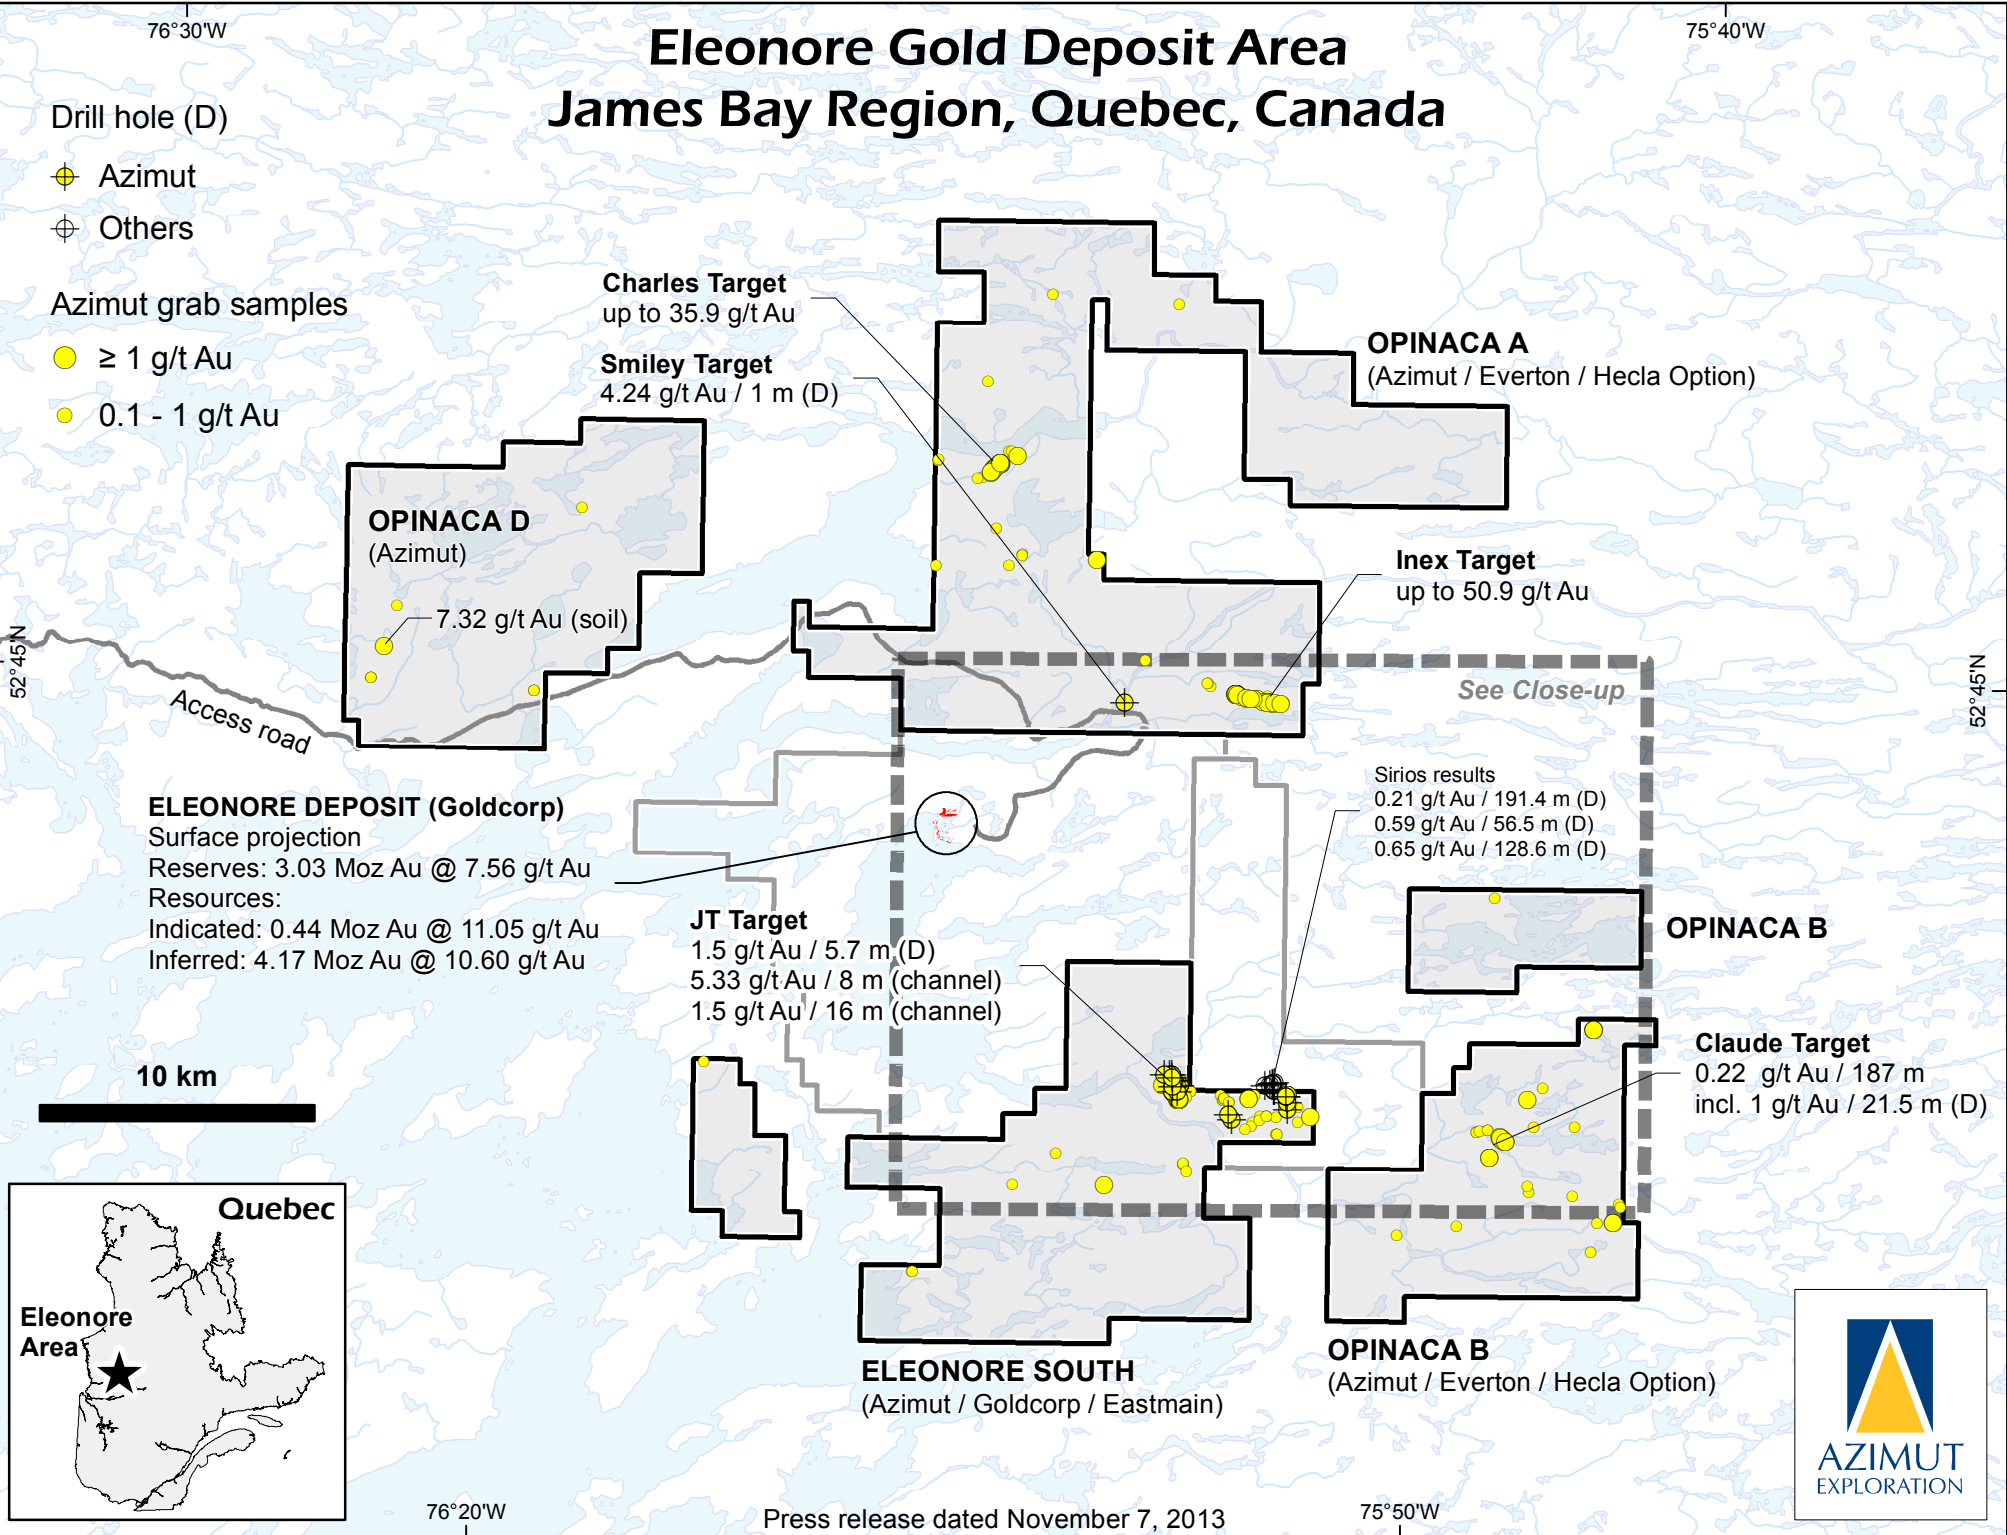 76°30'W
75°40'W
Eleonore Gold Deposit Area
James Bay Region, Quebec, Canada
Drill hole (D)
Azimut
Others
Azimut grab samples
≥ 1 g/t Au
0.1 - 1 g/t Au
Charles Target
up to 35.9 g/t Au
Smiley Target
4.24 g/t Au / 1 m (D)
OPINACA A
(Azimut / Everton / Hecla Option)
OPINACA D
(Azimut)
7.32 g/t Au (soil)
Inex Target
up to 50.9 g/t Au
52°45'N
52°45'N
Access road
See Close-up
ELEONORE DEPOSIT (Goldcorp)
Surface projection
Reserves: 3.03 Moz Au @ 7.56 g/t Au
Resources:
Indicated: 0.44 Moz Au @ 11.05 g/t Au
Inferred: 4.17 Moz Au @ 10.60 g/t Au
Sirios results
0.21 g/t Au / 191.4 m (D)
0.59 g/t Au / 56.5 m (D)
0.65 g/t Au / 128.6 m (D)
JT Target
1.5 g/t Au / 5.7 m (D)
5.33 g/t Au / 8 m (channel)
1.5 g/t Au / 16 m (channel)
OPINACA B
Claude Target
0.22 g/t Au / 187 m
incl. 1 g/t Au / 21.5 m (D)
10 km
Quebec
Eleonore
Area
ELEONORE SOUTH
(Azimut / Goldcorp / Eastmain)
OPINACA B
(Azimut / Everton / Hecla Option)
AZIMUT
EXPLORATION
76°20'W
75°50'W
Press release dated November 7, 2013